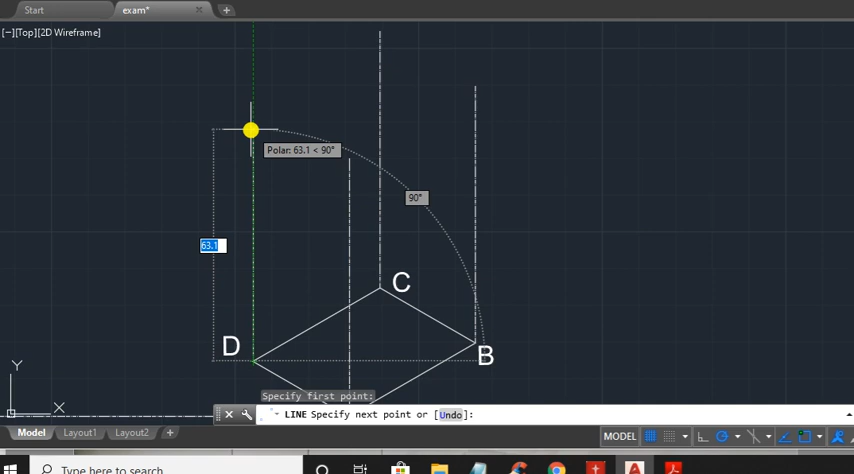 Start
exam*
[−][Top][2D Wireframe]
Polar: 63.1 < 90°
90°
63.1
C
D
B
Y
X
Specify first point:
LINE Specify next point or [Undo]:
Model
Layout1
Layout2
MODEL
Type here to search